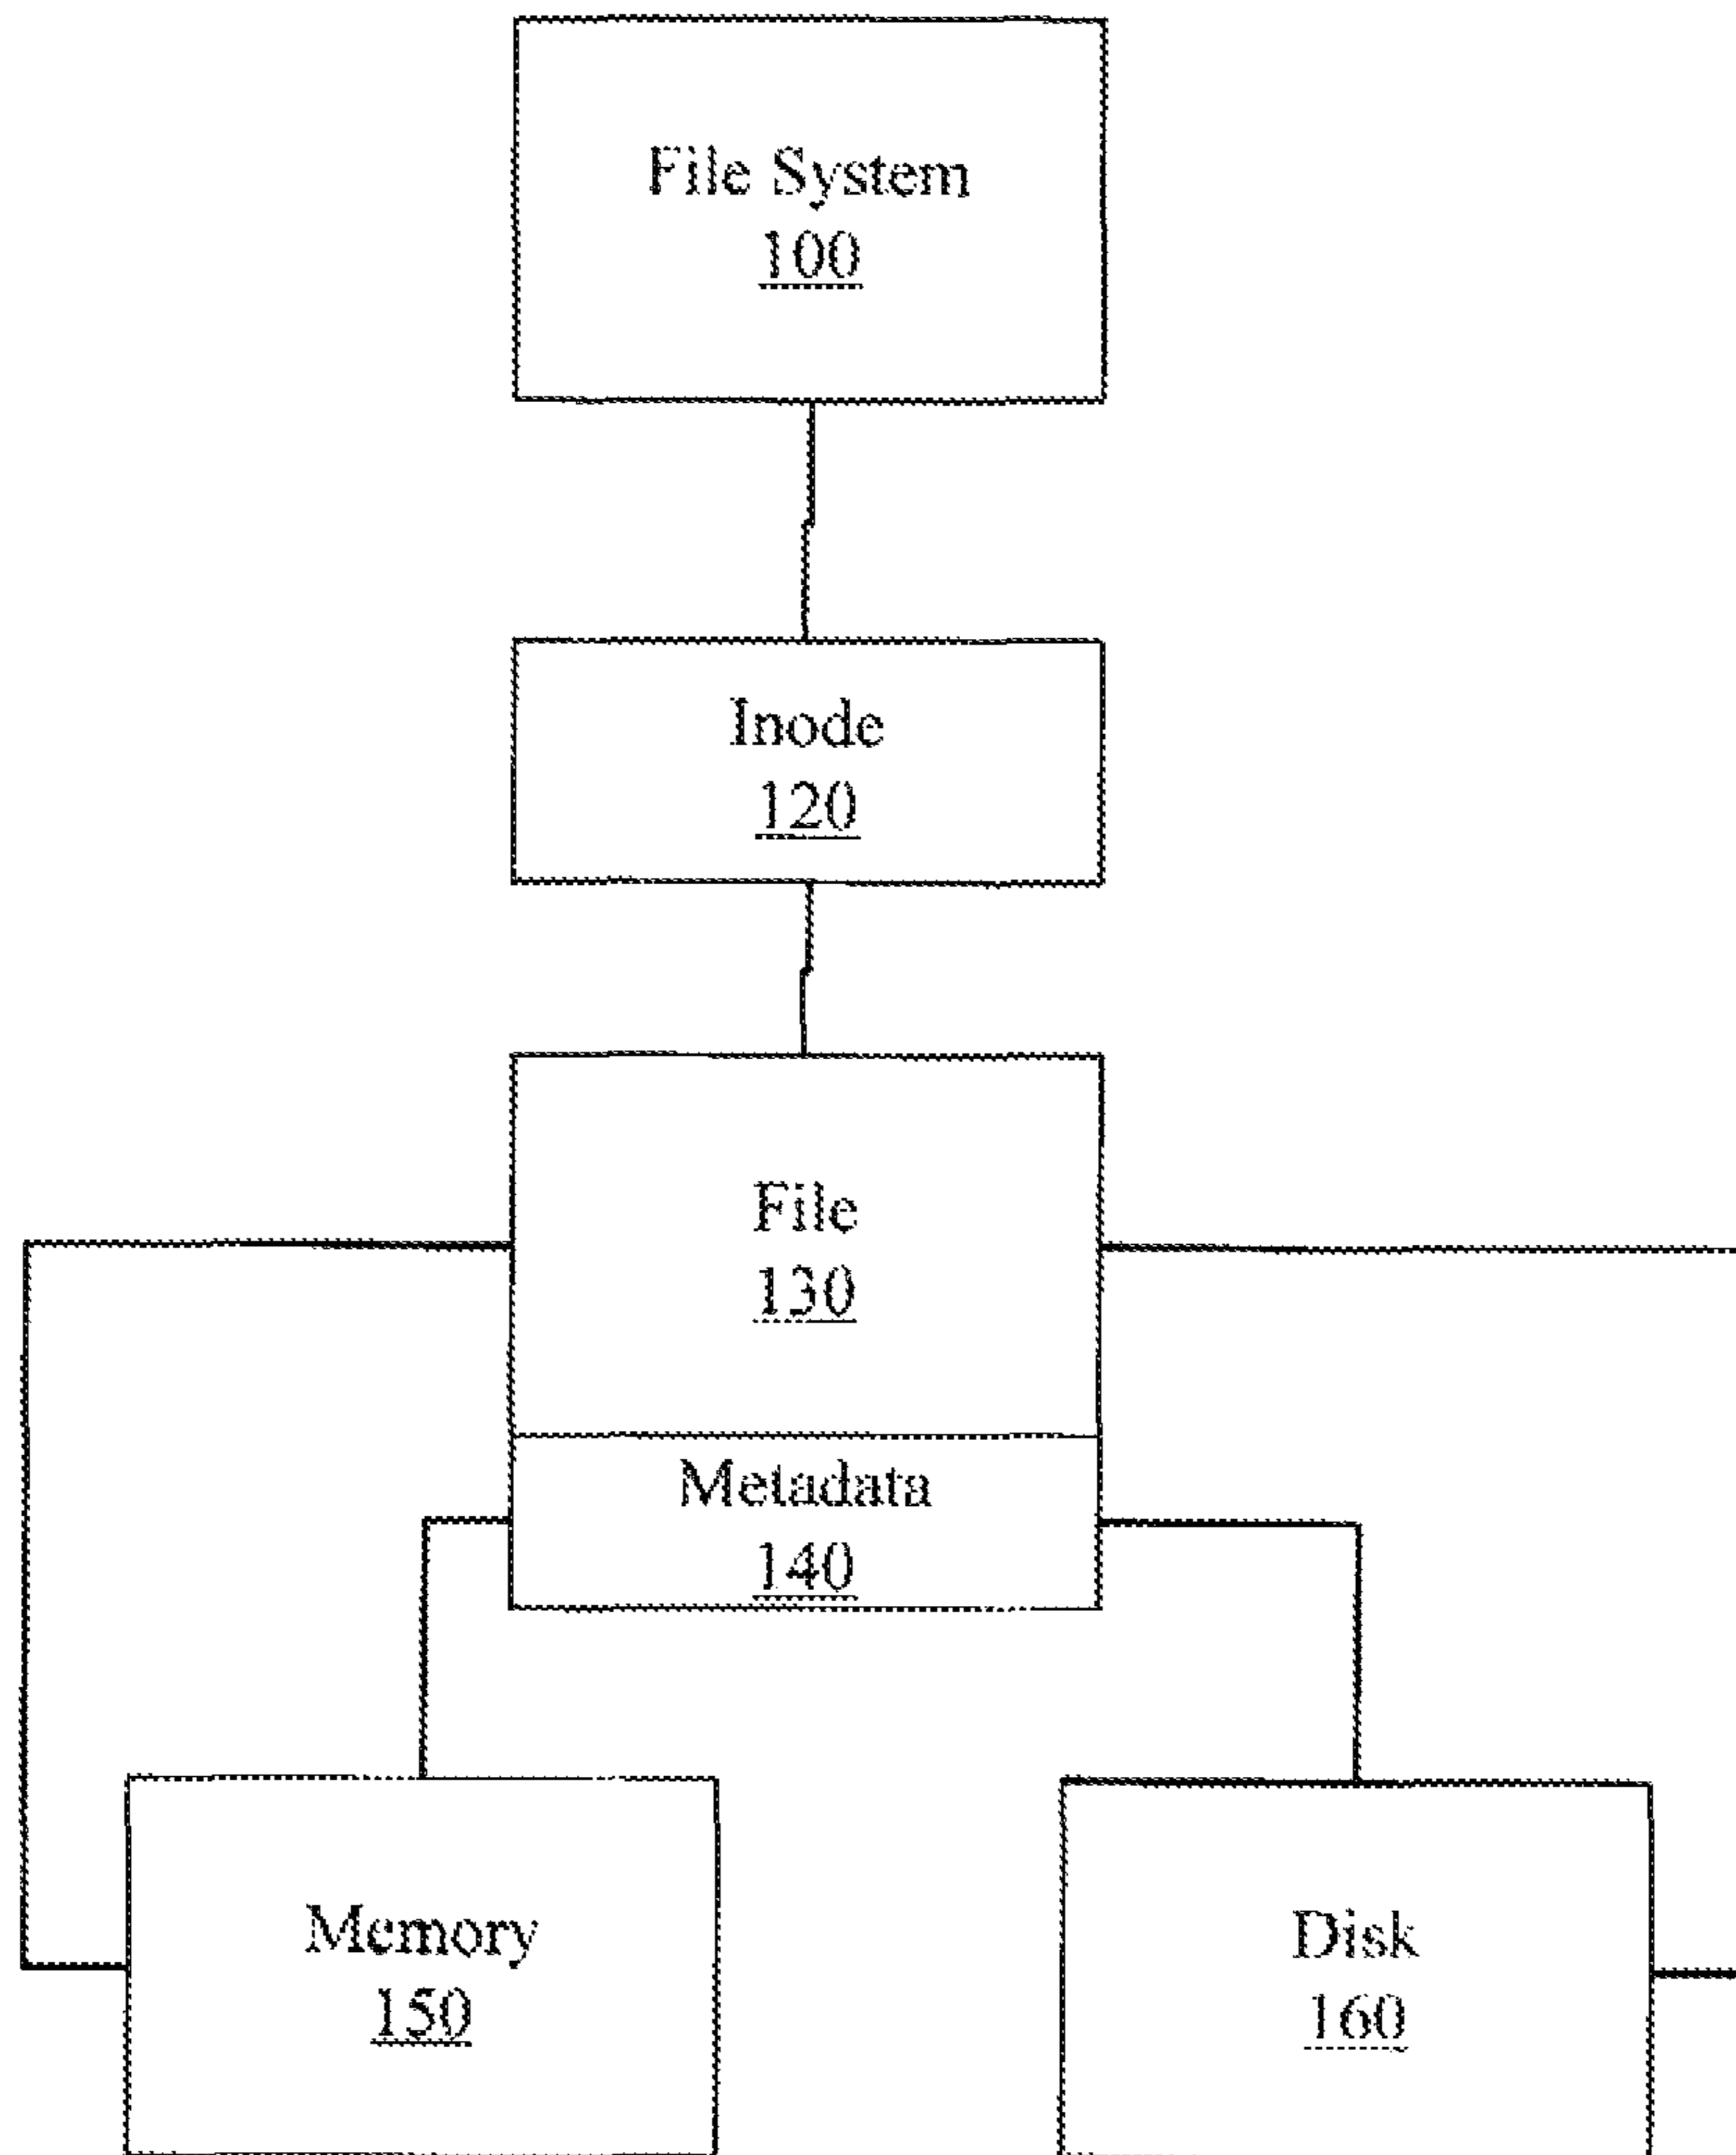 File System
100
Inode
120
File
130
Metadata
140
Memory
150
Disk
160